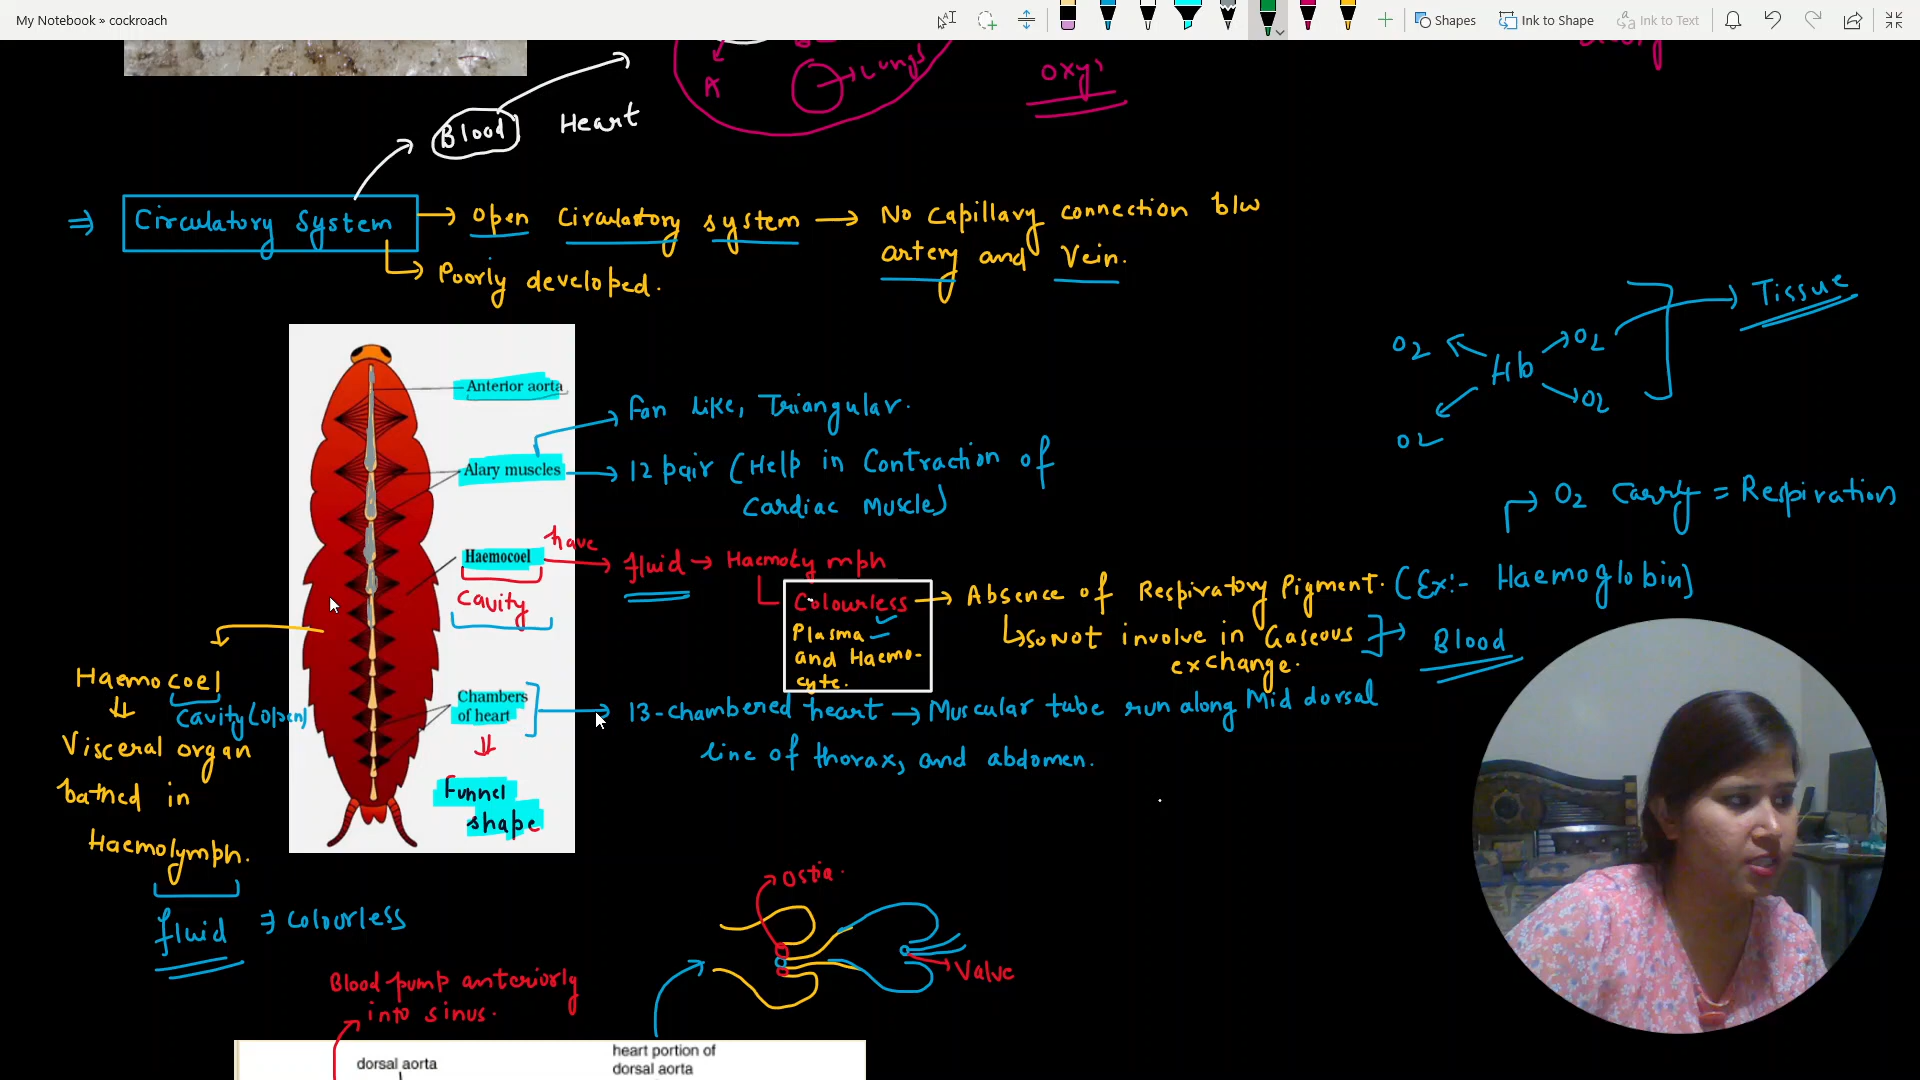 My Notebook » cockroach
Shapes
Ink to Shape
Ink to Text
A
Lungs
oxy
Blood
Heart
⇒ Circulatory System → open Circulatory system → No Capillary connection b/w
artery and Vein.
Poorly developed.
Tissue
O2 Hb O2
O2 O2
Anterior aorta
Fan like, Triangular.
Alary muscles → 12 pair (Help in Contraction of
Cardiac Muscle)
O2 Carry = Respiration
have
Haemocoel → fluid → Haemoly mph
Cavity
Colourless → Absence of Respiratory Pigment. (Ex:- Haemoglobin)
Plasma
and Haemo-
cyte.
so NOT involve in Gaseous
exchange.
→ Blood
Haemocoel
Cavity (open)
Visceral organ
bathed in
Haemolymph.
fluid ⇒ colourless
Chambers
of heart
→ 13-chambered heart → Muscular tube run along Mid dorsal
line of thorax, and abdomen.
Funnel
shape
Ostia.
Valve
Blood pump anteriorly
into sinus.
dorsal aorta
heart portion of
dorsal aorta